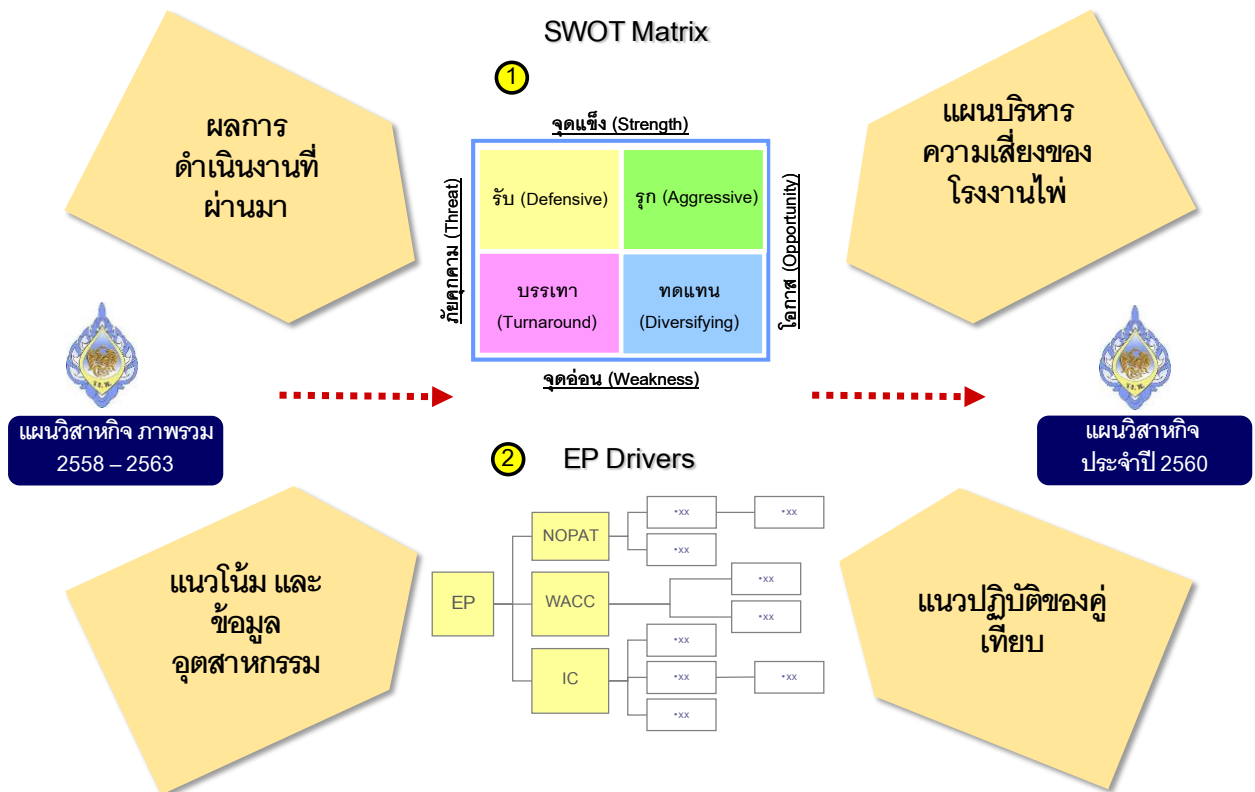 SWOT Matrix
1
ผลการ
ดำเนินงานที่
ผ่านมา
แผนบริหาร
ความเสี่ยงของ
โรงงานไพ่
จุดแข็ง (Strength)
ภัยคุกคาม (Threat)
รับ (Defensive)
รุก (Aggressive)
โอกาส (Opportunity)
บรรเทา
(Turnaround)
ทดแทน
(Diversifying)
จุดอ่อน (Weakness)
แผนวิสาหกิจ ภาพรวม
2558 – 2563
แผนวิสาหกิจ
ประจำปี 2560
2
EP Drivers
แนวโน้ม และ
ข้อมูล
อุตสาหกรรม
EP
NOPAT
WACC
IC
•xx
•xx
•xx
•xx
•xx
•xx
•xx
•xx
•xx
แนวปฏิบัติของคู่
เทียบ